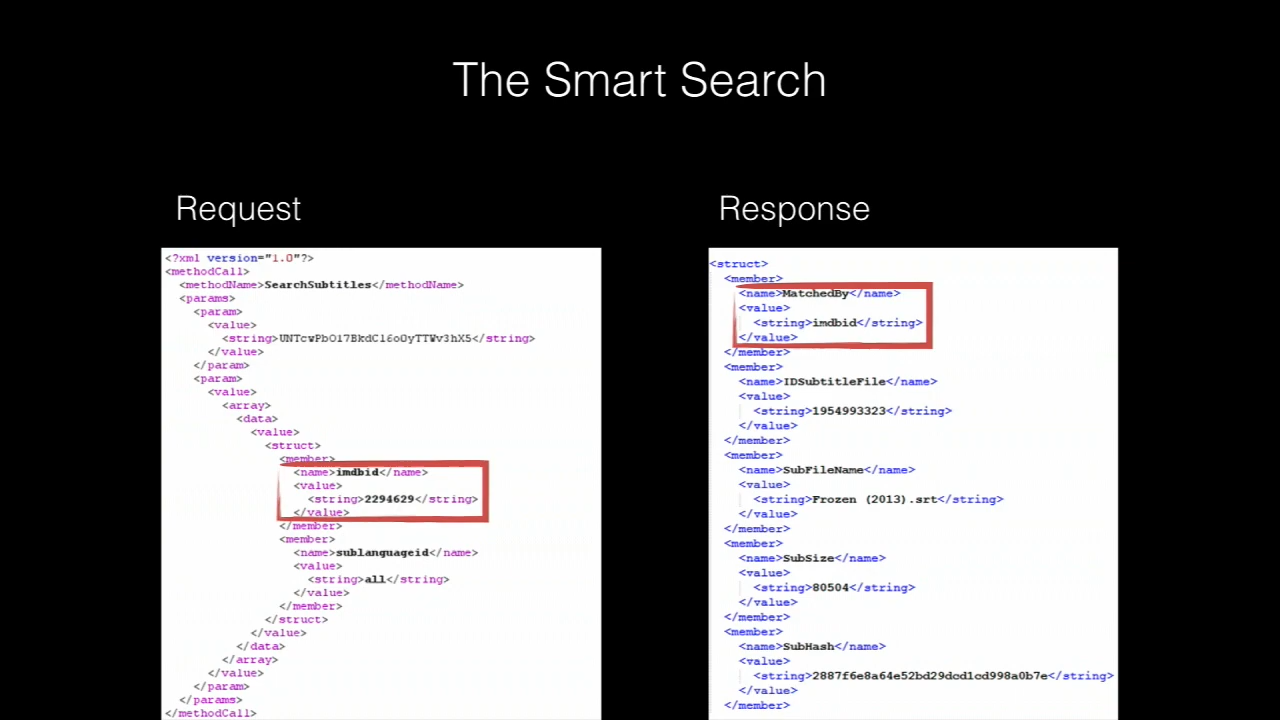 The Smart Search
Request
<?xml version="1.0"?>
<methodCall>
<methodName>SearchSubtitles</methodName>
<params>
<param>
<value>
</value>
</param>
<param>
<value>
<array>
<data>
<value>
<struct>
<member>
<name>imdbid</name>
<value>
<string>2294629</string>
</value>
</member>
<member>
<name>sublanguageid</name>
<value>
<string>all</string>
</value>
</member>
</struct>
</value>
</data>
</array>
</value>
</param>
</params>
</methodCall>
Response
<struct>
<member>
<name>MatchedBy</name>
<value>
<string>imdbid</string>
</value>
</member>
<member>
<name>IDSubtitleFile</name>
<value>
<string>1954993323</string>
</value>
</member>
<member>
<name>SubFileName</name>
<value>
<string>Frozen (2013).srt</string>
</value>
</member>
<member>
<name>SubSize</name>
<value>
<string>80504</string>
</value>
</member>
<member>
<name>SubHash</name>
<value>
<string>2887f6e8a64e52bd29dcd1cd998a0b7e</string>
</value>
</member>